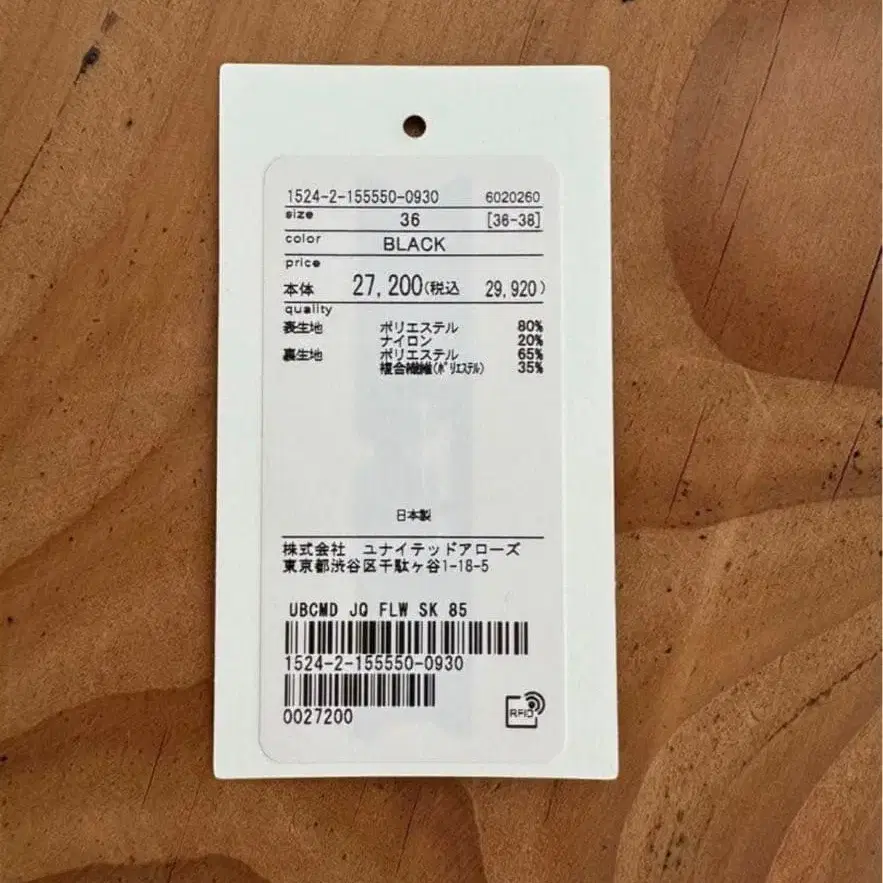 1524-2-155550-0930 6020260
size 36 [36-38]
color BLACK
price
本体 27,200(税込 29,920)
quality
表生地 ポリエステル 80%
ナイロン 20%
裏生地 ポリエステル 65%
複合繊維(ポリエステル) 35%
日本製
株式会社 ユナイテッドアローズ
東京都渋谷区千駄ヶ谷1-18-5
UBCMD JQ FLW SK 85
1524-2-155550-0930
0027200
RFID